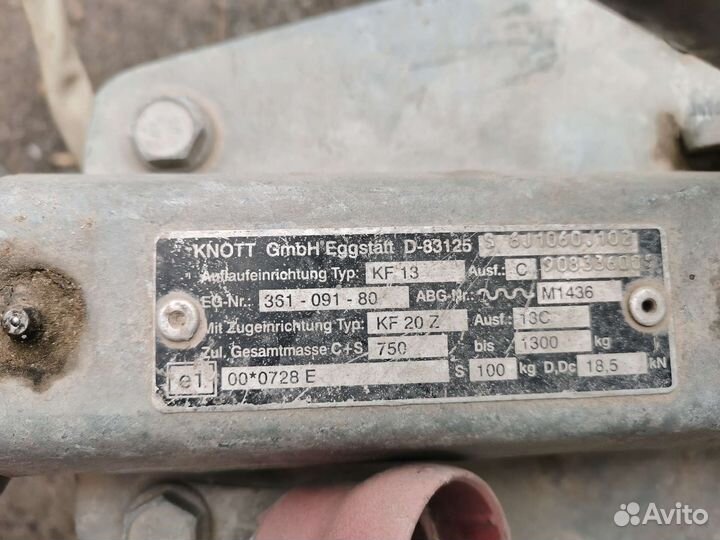 KNOTT GmbH Eggstätt D-83125 S 6J1060.102
Auflaufeinrichtung Typ: KF 13 Ausf.: C
EG-Nr.: 361 - 091 - 80 ABG-Nr.: M1436
Mit Zugeinrichtung Typ: KF 20 Z Ausf.: 13C
Zul. Gesamtmasse C+S 750 bis 1300 kg
e1 00*0728 E S 100 kg D,Dc 18,5 kN
Avito